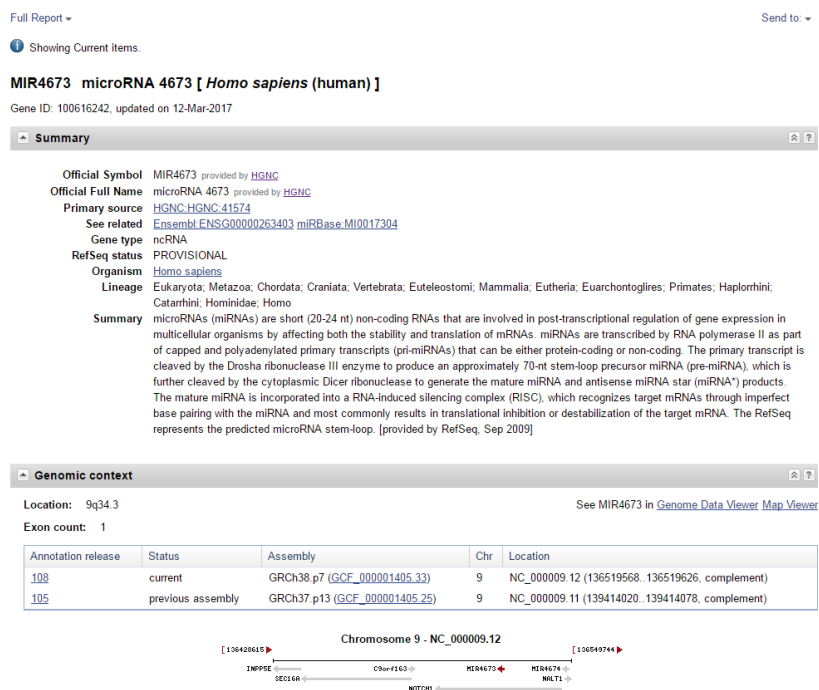 Full Report
Send to:
Showing Current items.
MIR4673 microRNA 4673 [ Homo sapiens (human) ]
Gene ID: 100616242, updated on 12-Mar-2017
Summary
Official Symbol MIR4673 provided by HGNC
Official Full Name microRNA 4673 provided by HGNC
Primary source HGNC:HGNC:41574
See related Ensembl:ENSG00000263403 miRBase:MI0017304
Gene type ncRNA
RefSeq status PROVISIONAL
Organism Homo sapiens
Lineage Eukaryota; Metazoa; Chordata; Craniata; Vertebrata; Euteleostomi; Mammalia; Eutheria; Euarchontoglires; Primates; Haplorrhini;
Catarrhini; Hominidae; Homo
Summary microRNAs (miRNAs) are short (20-24 nt) non-coding RNAs that are involved in post-transcriptional regulation of gene expression in
multicellular organisms by affecting both the stability and translation of mRNAs. miRNAs are transcribed by RNA polymerase II as part
of capped and polyadenylated primary transcripts (pri-miRNAs) that can be either protein-coding or non-coding. The primary transcript is
cleaved by the Drosha ribonuclease III enzyme to produce an approximately 70-nt stem-loop precursor miRNA (pre-miRNA), which is
further cleaved by the cytoplasmic Dicer ribonuclease to generate the mature miRNA and antisense miRNA star (miRNA*) products.
The mature miRNA is incorporated into a RNA-induced silencing complex (RISC), which recognizes target mRNAs through imperfect
base pairing with the miRNA and most commonly results in translational inhibition or destabilization of the target mRNA. The RefSeq
represents the predicted microRNA stem-loop. [provided by RefSeq, Sep 2009]
Genomic context
Location: 9q34.3
See MIR4673 in Genome Data Viewer Map Viewer
Exon count: 1
Annotation release Status Assembly Chr Location
108 current GRCh38.p7 (GCF_000001405.33) 9 NC_000009.12 (136519568..136519626, complement)
105 previous assembly GRCh37.p13 (GCF_000001405.25) 9 NC_000009.11 (139414020..139414078, complement)
Chromosome 9 - NC_000009.12
[136428615 [136549744
INPP5E C9orf163 MIR4673 MIR4674
SEC16A NALT1
NOTCH1